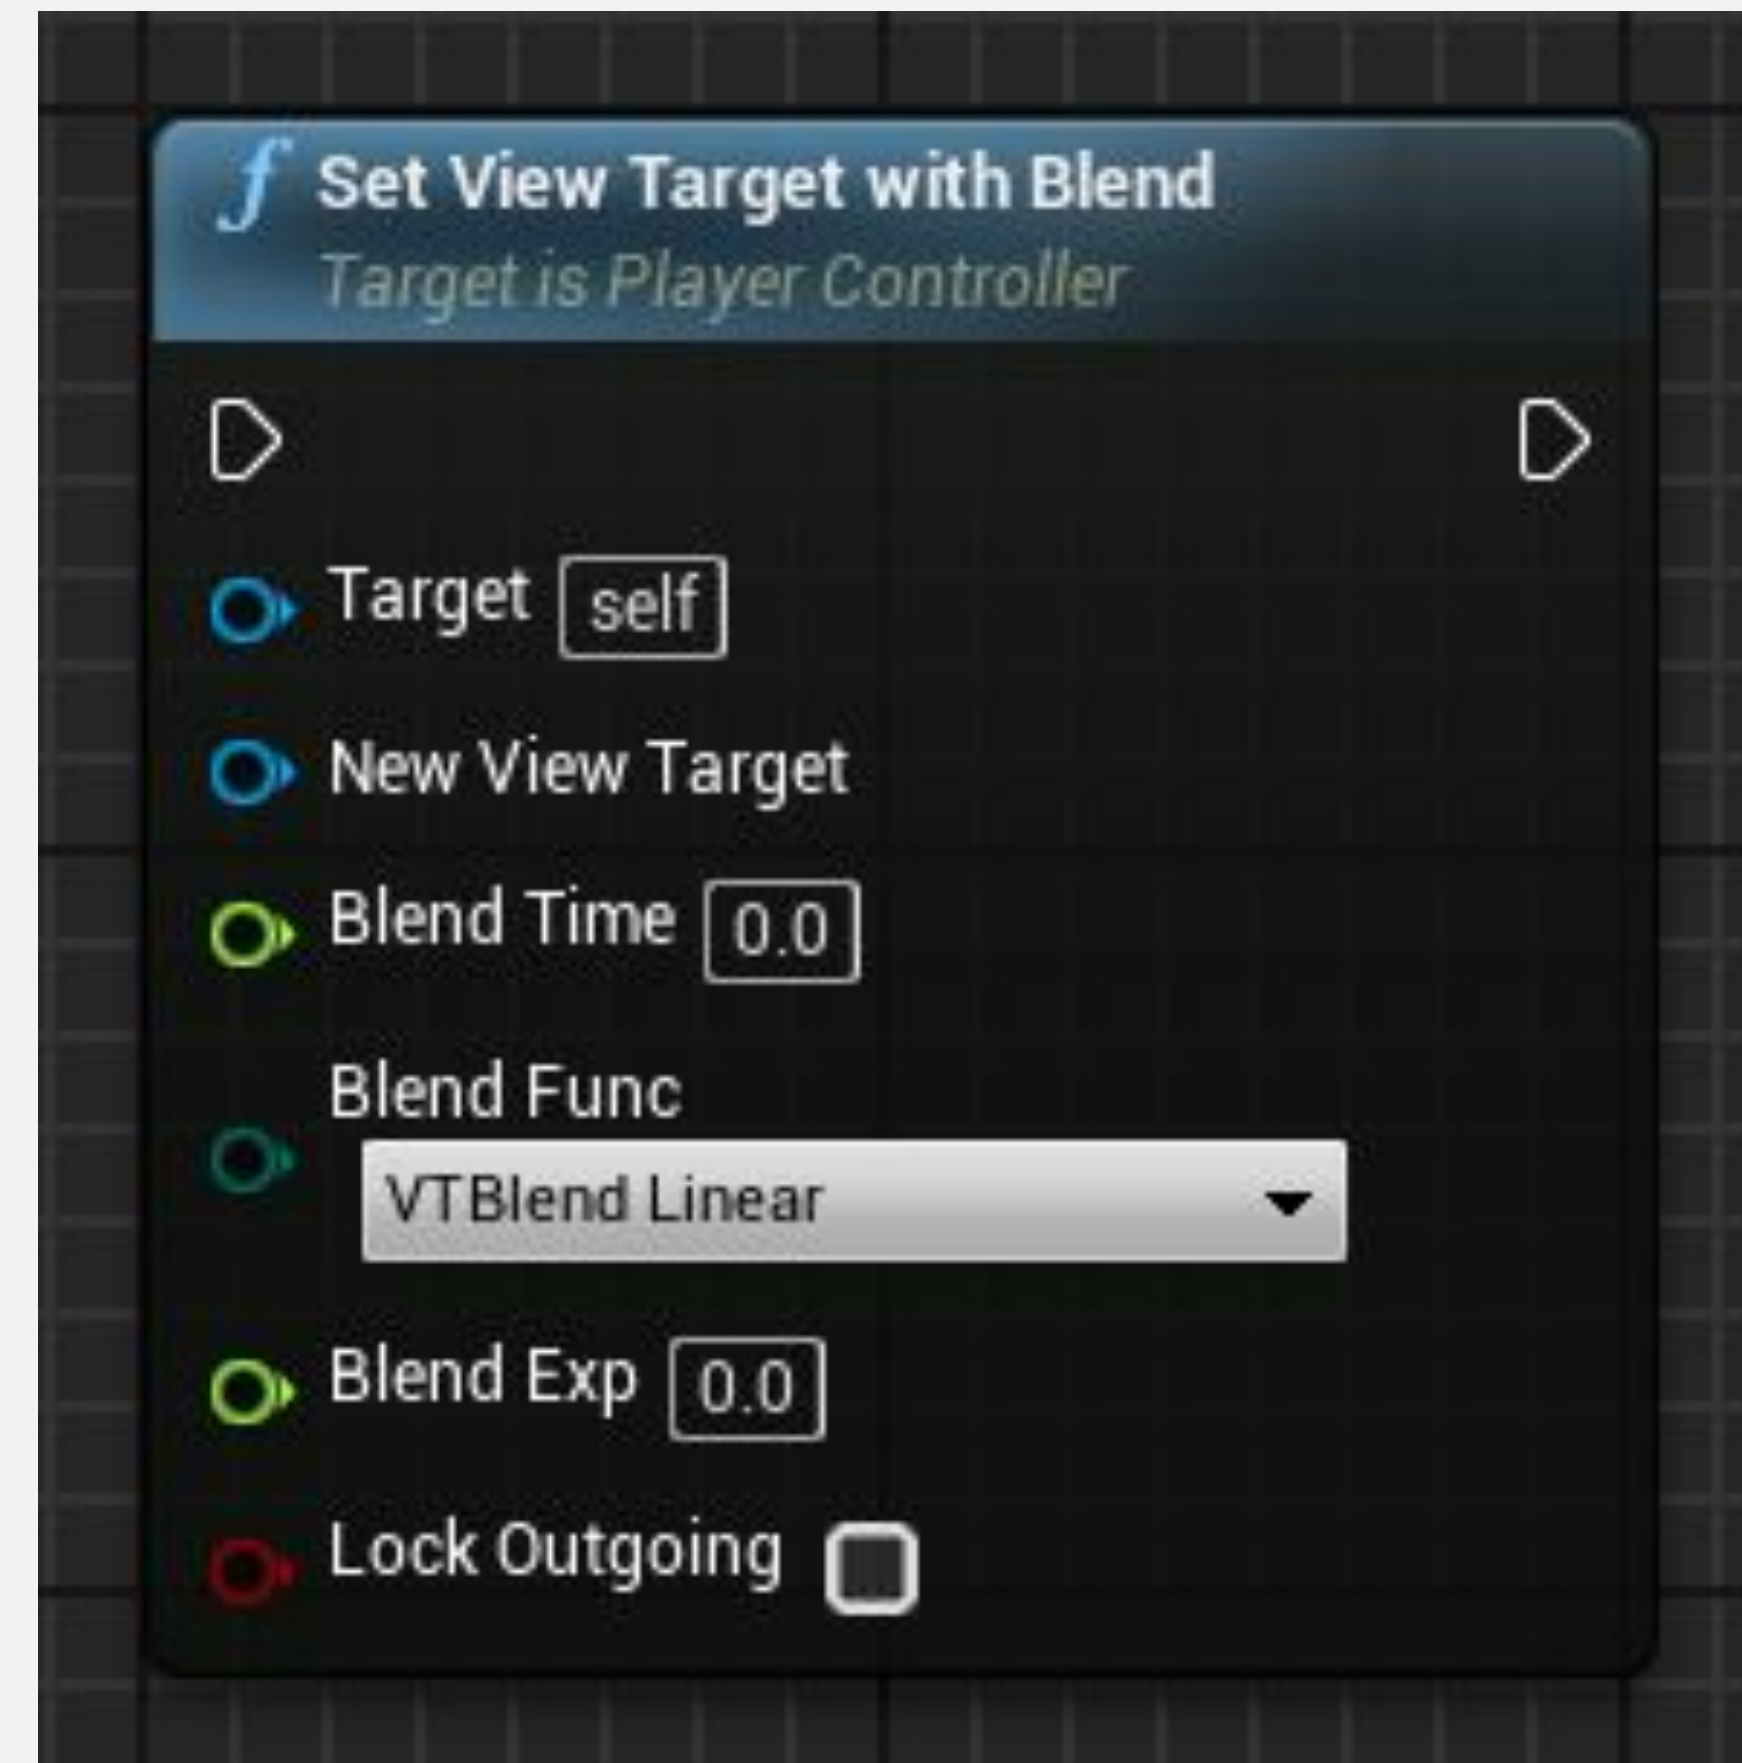 f Set View Target with Blend
Target is Player Controller
Target self
New View Target
Blend Time 0.0
Blend Func
VTBlend Linear
Blend Exp 0.0
Lock Outgoing